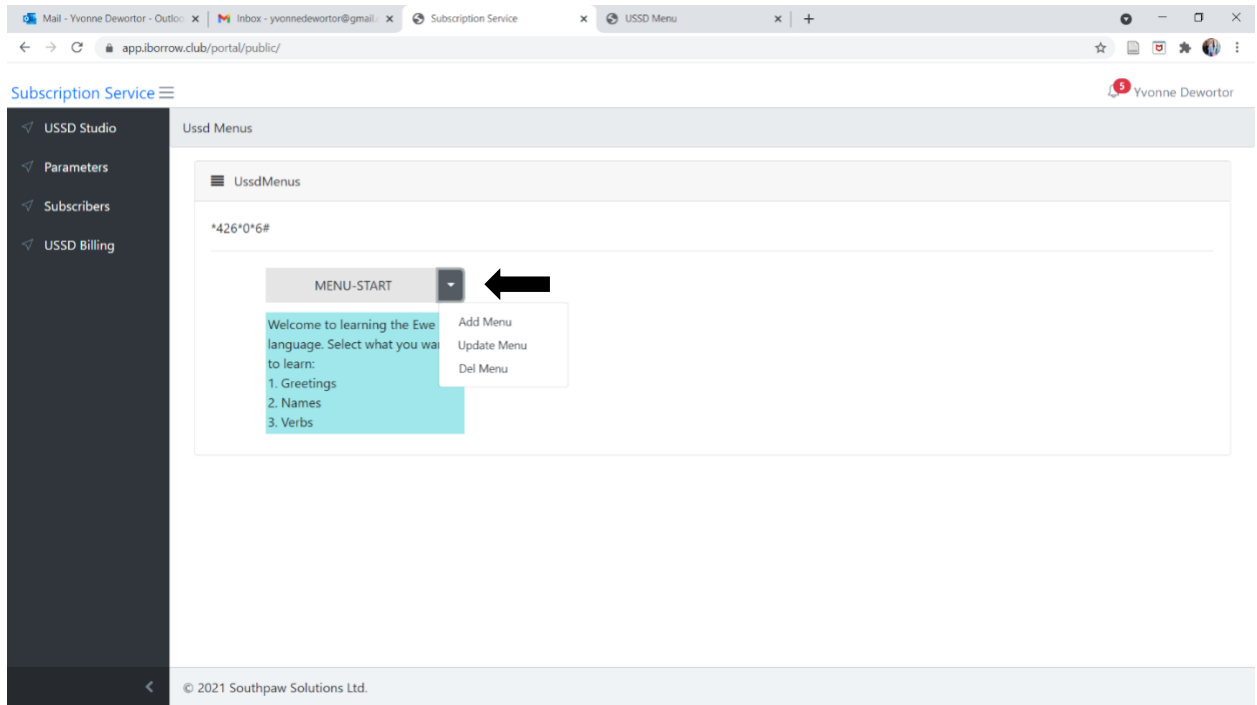 Mail - Yvonne Dewortor - Outloo
Inbox - yvonnedewortor@gmail.
Subscription Service
USSD Menu
app.iborrow.club/portal/public/
Subscription Service
5
Yvonne Dewortor
USSD Studio
Parameters
Subscribers
USSD Billing
Ussd Menus
UssdMenus
*426*0*6#
MENU-START
Welcome to learning the Ewe
language. Select what you wa
to learn:
1. Greetings
2. Names
3. Verbs
Add Menu
Update Menu
Del Menu
© 2021 Southpaw Solutions Ltd.